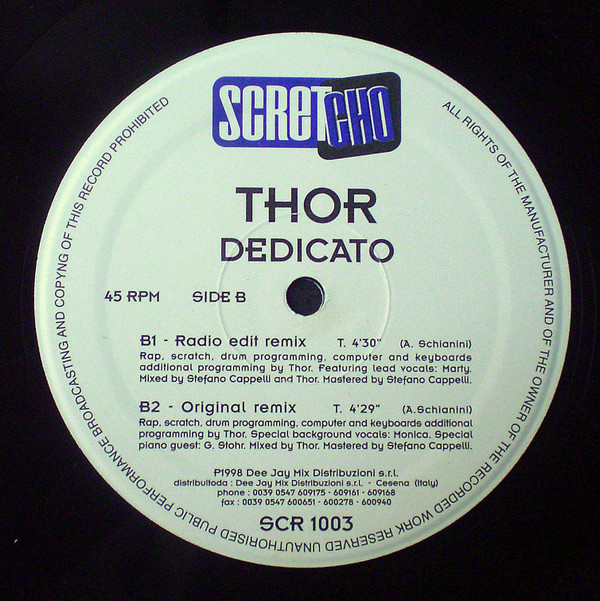 SCRETCHO
THOR
DEDICATO
45 RPM SIDE B
B1 - Radio edit remix T. 4'30" (A. Schianini)
Rap, scratch, drum programming, computer and keyboards
additional programming by Thor. Featuring lead vocals: Marty.
Mixed by Stefano Cappelli and Thor. Mastered by Stefano Cappelli.
B2 - Original remix T. 4'29" (A.Schianini)
Rap, scratch, drum programming, computer and keyboards additional
programming by Thor. Special background vocals: Monica. Special
piano guest: G. Stohr. Mixed by Thor. Mastered by Stefano Cappelli.
P1998 Dee Jay Mix Distribuzioni s.r.l.
distribuitoda : Dee Jay Mix Distribuzioni s.r.l. - Cesena (Italy)
phone : 0039 0547 609175 - 609161 - 609168
fax : 0039 0547 600651 - 600278 - 600940
SCR 1003
ALL RIGHTS OF THE MANUFACTURER AND OF THE OWNER OF THE RECORDED WORK RESERVED UNAUTHORISED PUBLIC PERFORMANCE BROADCASTING AND COPYNG OF THIS RECORD PROHIBITED